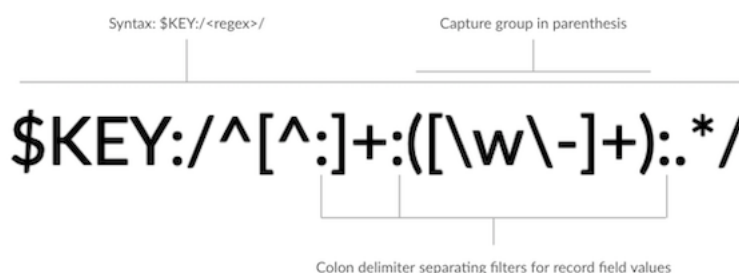 Syntax: $KEY:/<regex>/
Capture group in parenthesis
$KEY:/^[^:]+:([\w\-]+):.*/
Colon delimiter separating filters for record field values